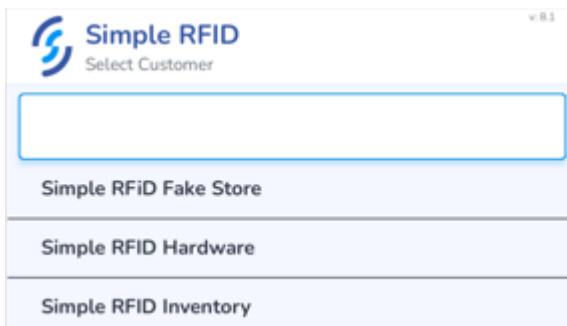 Simple RFID
v: 8.1
Select Customer
Simple RFiD Fake Store
Simple RFID Hardware
Simple RFID Inventory